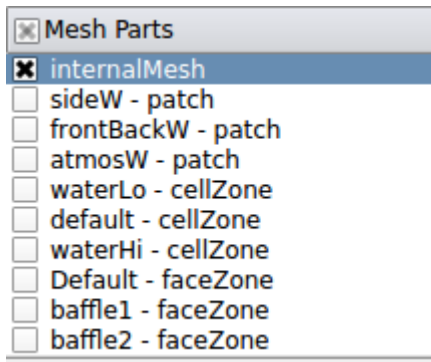 Mesh Parts
internalMesh
sideW - patch
frontBackW - patch
atmosW - patch
waterLo - cellZone
default - cellZone
waterHi - cellZone
Default - faceZone
baffle1 - faceZone
baffle2 - faceZone